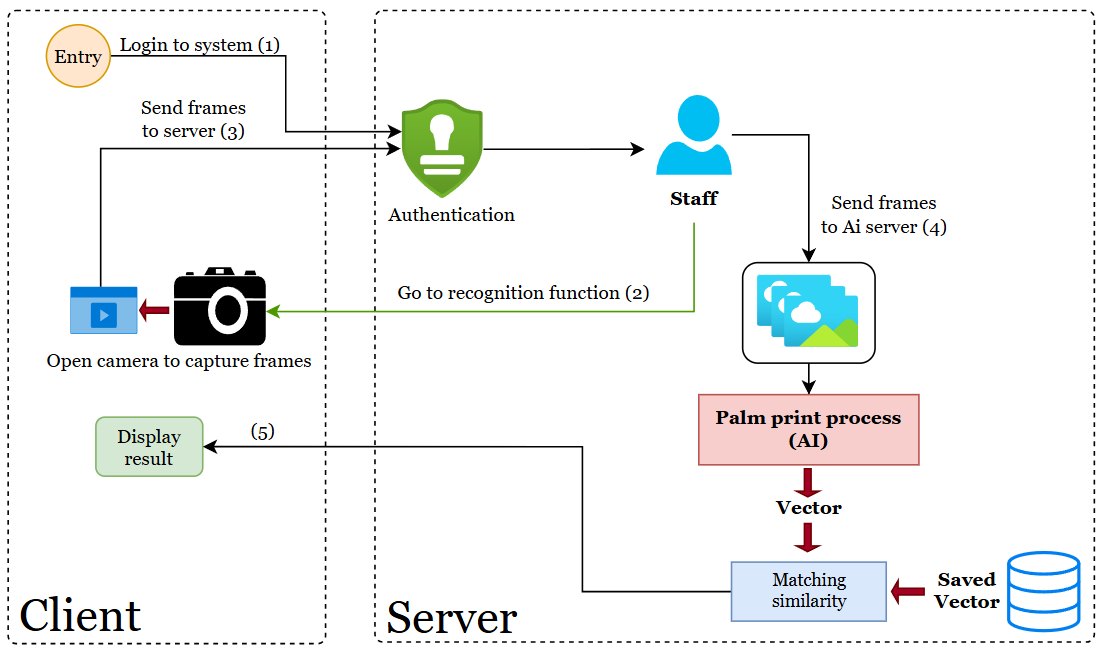 Entry
Login to system (1)
Send frames
to server (3)
Authentication
Staff
Send frames
to Ai server (4)
Go to recognition function (2)
Open camera to capture frames
Palm print process
(AI)
Display
result
(5)
Vector
Matching
similarity
Saved
Vector
Client
Server